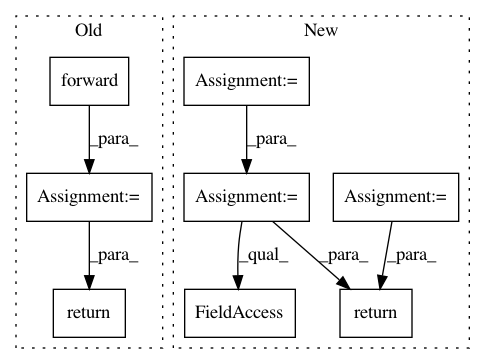 Old
New
forward
Assignment:=
_para_
_para_
Assignment:=
Assignment:=
Assignment:=
_para_
_qual_
_para_
_para_
return
FieldAccess
return